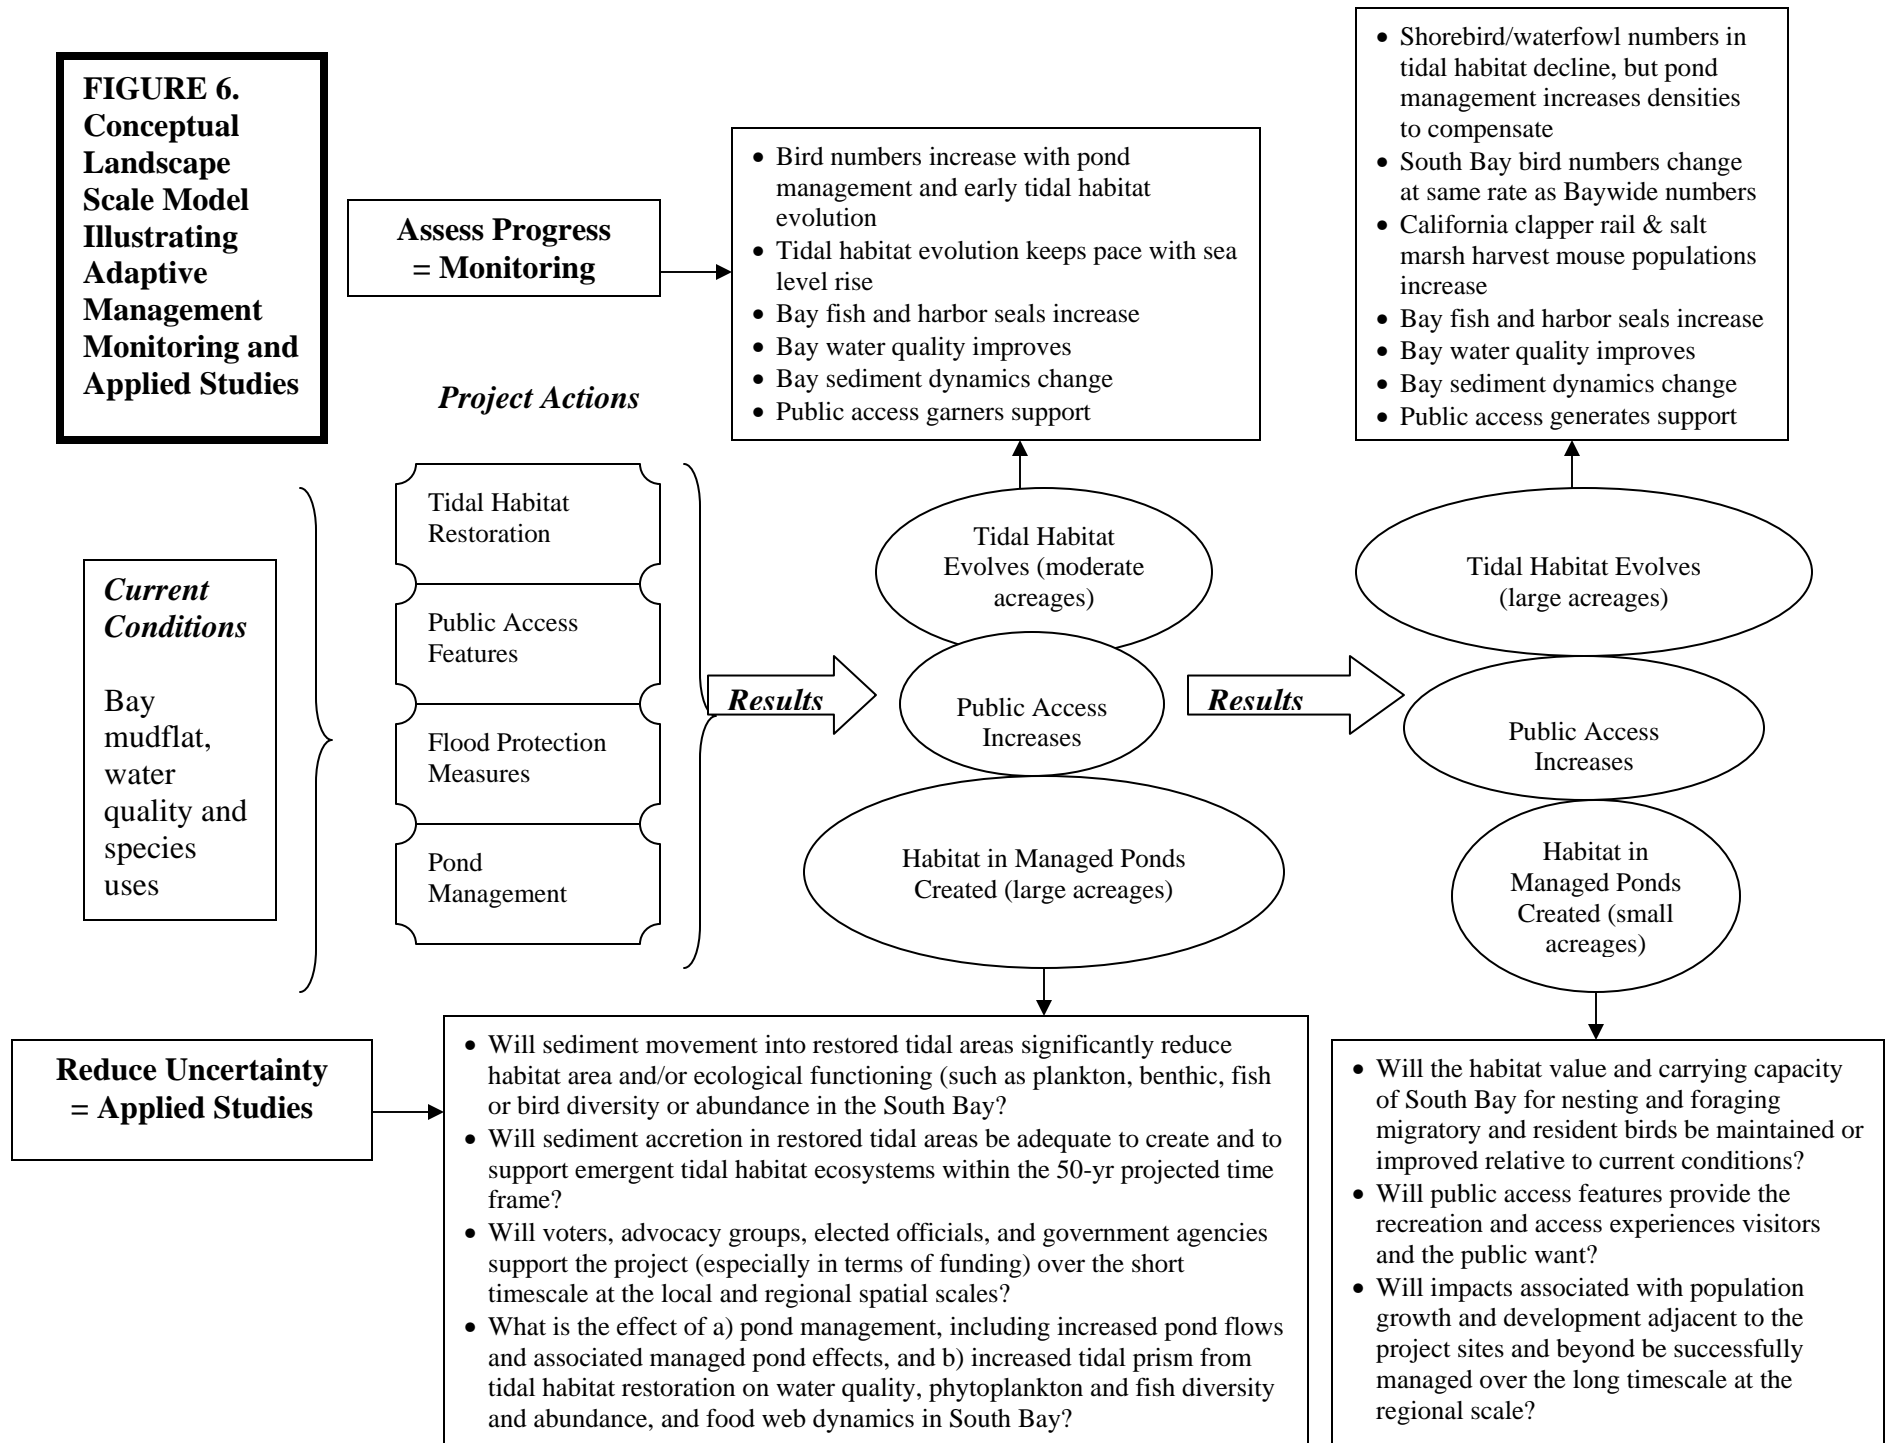 FIGURE 6.
Conceptual
Landscape
Scale Model
Illustrating
Adaptive
Management
Monitoring and
Applied Studies
Assess Progress
= Monitoring
• Bird numbers increase with pond
management and early tidal habitat
evolution
• Tidal habitat evolution keeps pace with sea
level rise
• Bay fish and harbor seals increase
• Bay water quality improves
• Bay sediment dynamics change
• Public access garners support
• Shorebird/waterfowl numbers in
tidal habitat decline, but pond
management increases densities
to compensate
• South Bay bird numbers change
at same rate as Baywide numbers
• California clapper rail & salt
marsh harvest mouse populations
increase
• Bay fish and harbor seals increase
• Bay water quality improves
• Bay sediment dynamics change
• Public access generates support
Current
Conditions
Bay
mudflat,
water
quality and
species
uses
Project Actions
Tidal Habitat
Restoration
Public Access
Features
Flood Protection
Measures
Pond
Management
Results
Tidal Habitat
Evolves (moderate
acreages)
Public Access
Increases
Habitat in Managed Ponds
Created (large acreages)
Results
Tidal Habitat Evolves
(large acreages)
Public Access
Increases
Habitat in
Managed Ponds
Created (small
acreages)
Reduce Uncertainty
= Applied Studies
• Will sediment movement into restored tidal areas significantly reduce
habitat area and/or ecological functioning (such as plankton, benthic, fish
or bird diversity or abundance in the South Bay?
• Will sediment accretion in restored tidal areas be adequate to create and to
support emergent tidal habitat ecosystems within the 50-yr projected time
frame?
• Will voters, advocacy groups, elected officials, and government agencies
support the project (especially in terms of funding) over the short
timescale at the local and regional spatial scales?
• What is the effect of a) pond management, including increased pond flows
and associated managed pond effects, and b) increased tidal prism from
tidal habitat restoration on water quality, phytoplankton and fish diversity
and abundance, and food web dynamics in South Bay?
• Will the habitat value and carrying capacity
of South Bay for nesting and foraging
migratory and resident birds be maintained or
improved relative to current conditions?
• Will public access features provide the
recreation and access experiences visitors
and the public want?
• Will impacts associated with population
growth and development adjacent to the
project sites and beyond be successfully
managed over the long timescale at the
regional scale?